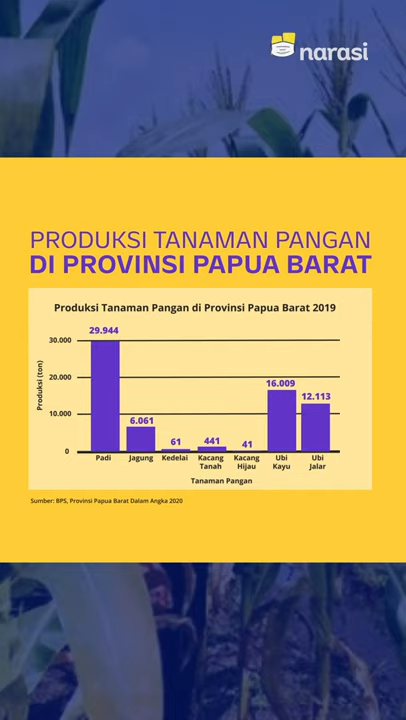 narasi
PRODUKSI TANAMAN PANGAN
DI PROVINSI PAPUA BARAT
Produksi Tanaman Pangan di Provinsi Papua Barat 2019
Produksi (ton)
30.000
20.000
10.000
0
29.944
6.061
61
441
41
16.009
12.113
Padi
Jagung
Kedelai
Kacang
Tanah
Kacang
Hijau
Ubi
Kayu
Ubi
Jalar
Tanaman Pangan
Sumber: BPS, Provinsi Papua Barat Dalam Angka 2020